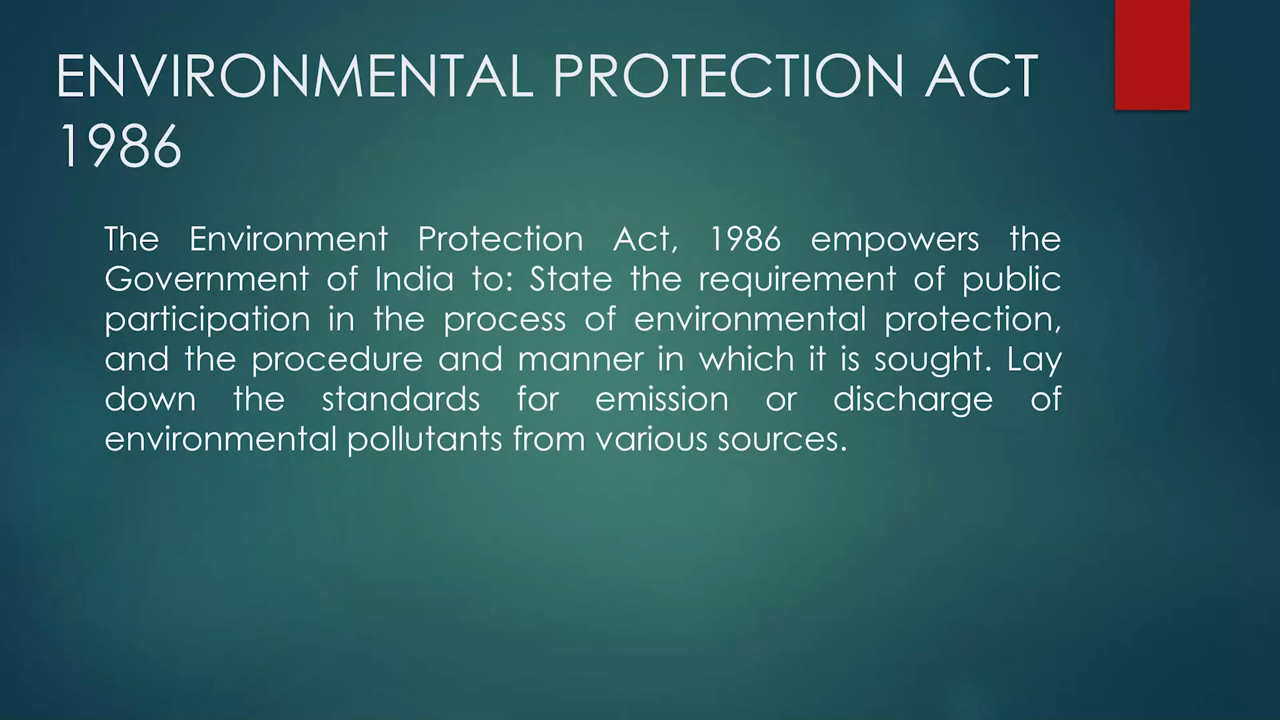 ENVIRONMENTAL PROTECTION ACT
1986
The Environment Protection Act, 1986 empowers the
Government of India to: State the requirement of public
participation in the process of environmental protection,
and the procedure and manner in which it is sought. Lay
down the standards for emission or discharge of
environmental pollutants from various sources.